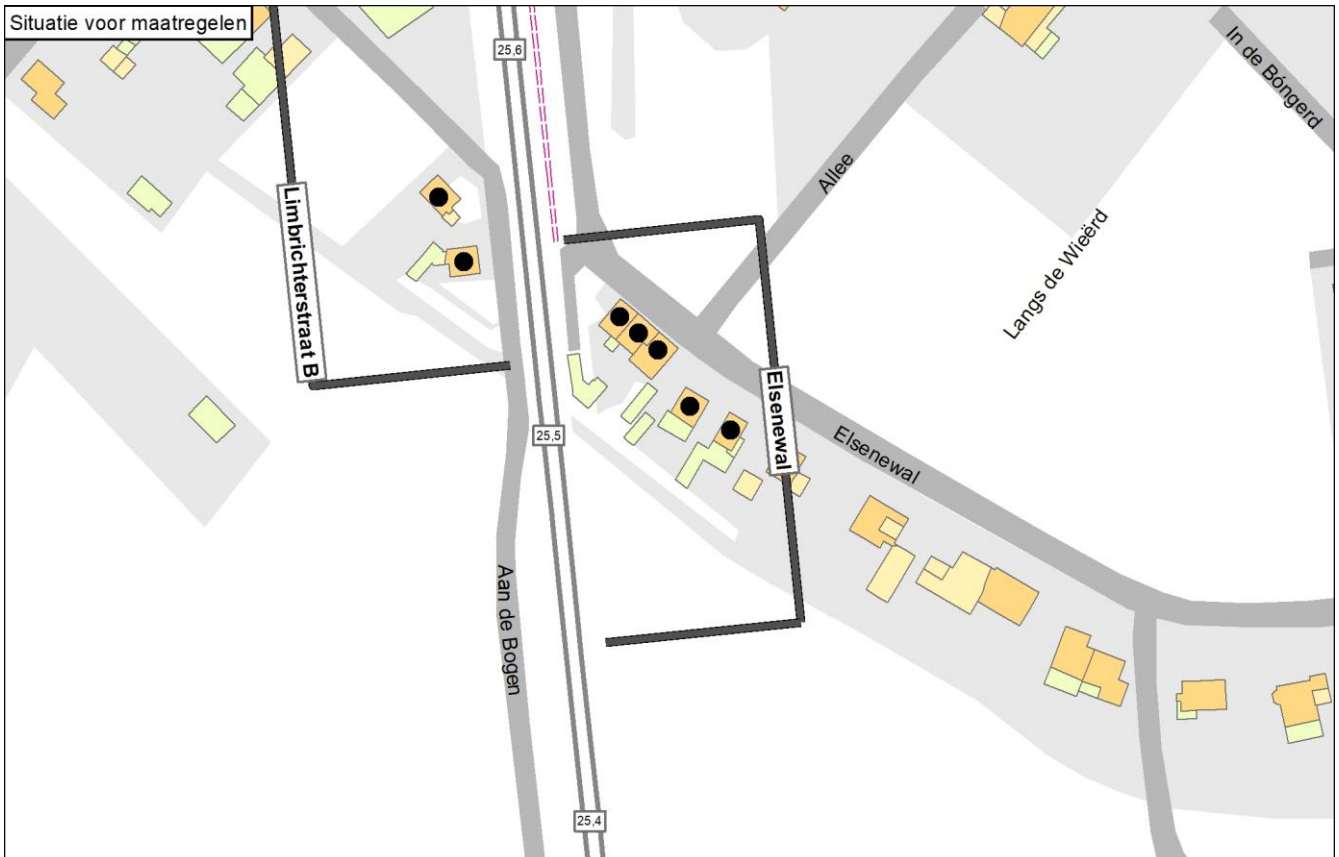 Situatie voor maatregelen
25,6
In de Bóngerd
Allee
Limbrichterstraat B
Langs de Wieërd
Elsenewal
25,5
Elsenewal
Aan de Bogen
25,4